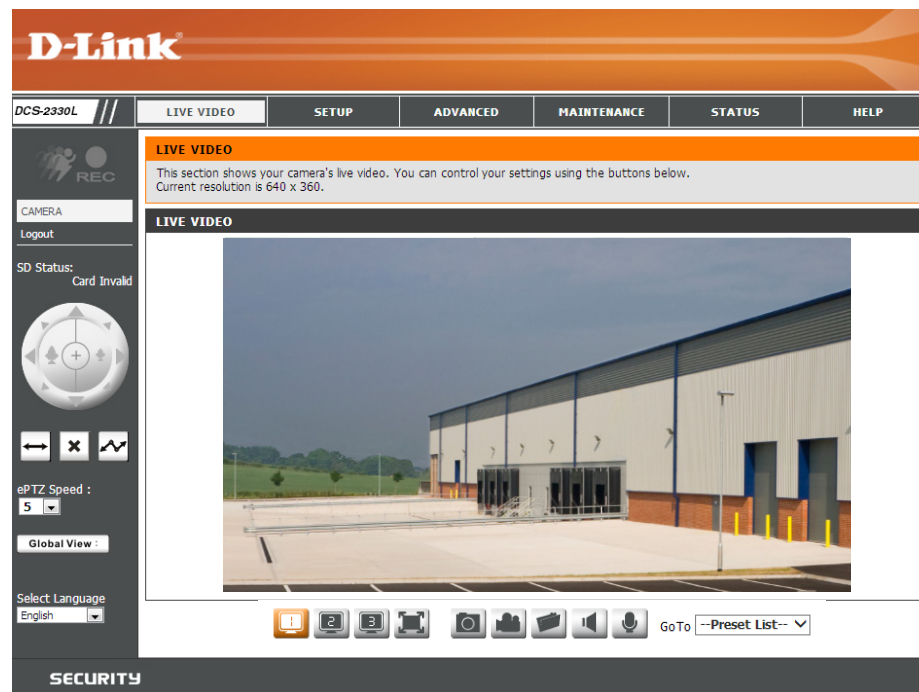 D-Link®
DCS-2330L
LIVE VIDEO
SETUP
ADVANCED
MAINTENANCE
STATUS
HELP
REC
CAMERA
Logout
SD Status:
Card Invalid
ePTZ Speed :
5
Global View :
Select Language
English
LIVE VIDEO
This section shows your camera's live video. You can control your settings using the buttons below.
Current resolution is 640 x 360.
LIVE VIDEO
1
2
3
GoTo
--Preset List--
SECURITY